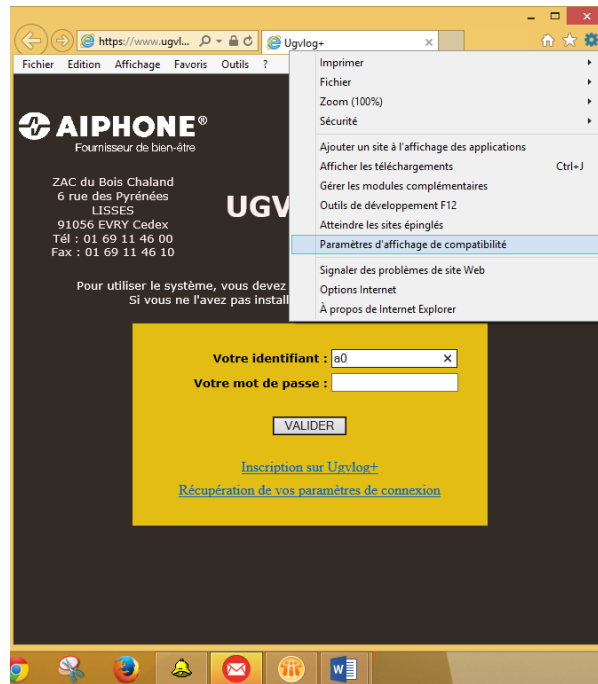 https://www.ugvl...
Ugvlog+
Fichier Edition Affichage Favoris Outils ?
Imprimer
Fichier
Zoom (100%)
Sécurité
Ajouter un site à l'affichage des applications
Afficher les téléchargements Ctrl+J
Gérer les modules complémentaires
Outils de développement F12
Atteindre les sites épinglés
Paramètres d'affichage de compatibilité
Signaler des problèmes de site Web
Options Internet
À propos de Internet Explorer
AIPHONE®
Fournisseur de bien-être
ZAC du Bois Chaland
6 rue des Pyrénées
LISSES
91056 EVRY Cedex
Tél : 01 69 11 46 00
Fax : 01 69 11 46 10
UGV
Pour utiliser le système, vous devez
Si vous ne l'avez pas install
Votre identifiant : a0
Votre mot de passe :
VALIDER
Inscription sur Ugvlog+
Récupération de vos paramètres de connexion